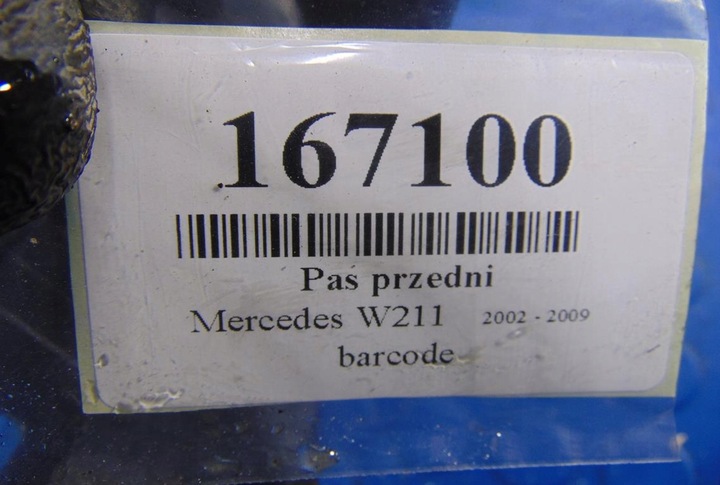 167100
Pas przedni
Mercedes W211 2002 - 2009
barcode